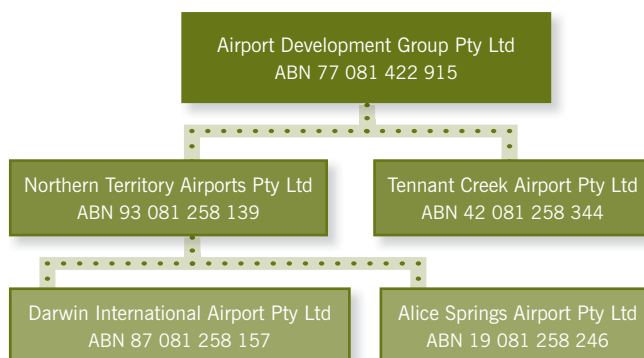 Airport Development Group Pty Ltd
ABN 77 081 422 915
Northern Territory Airports Pty Ltd
ABN 93 081 258 139
Tennant Creek Airport Pty Ltd
ABN 42 081 258 344
Darwin International Airport Pty Ltd
ABN 87 081 258 157
Alice Springs Airport Pty Ltd
ABN 19 081 258 246